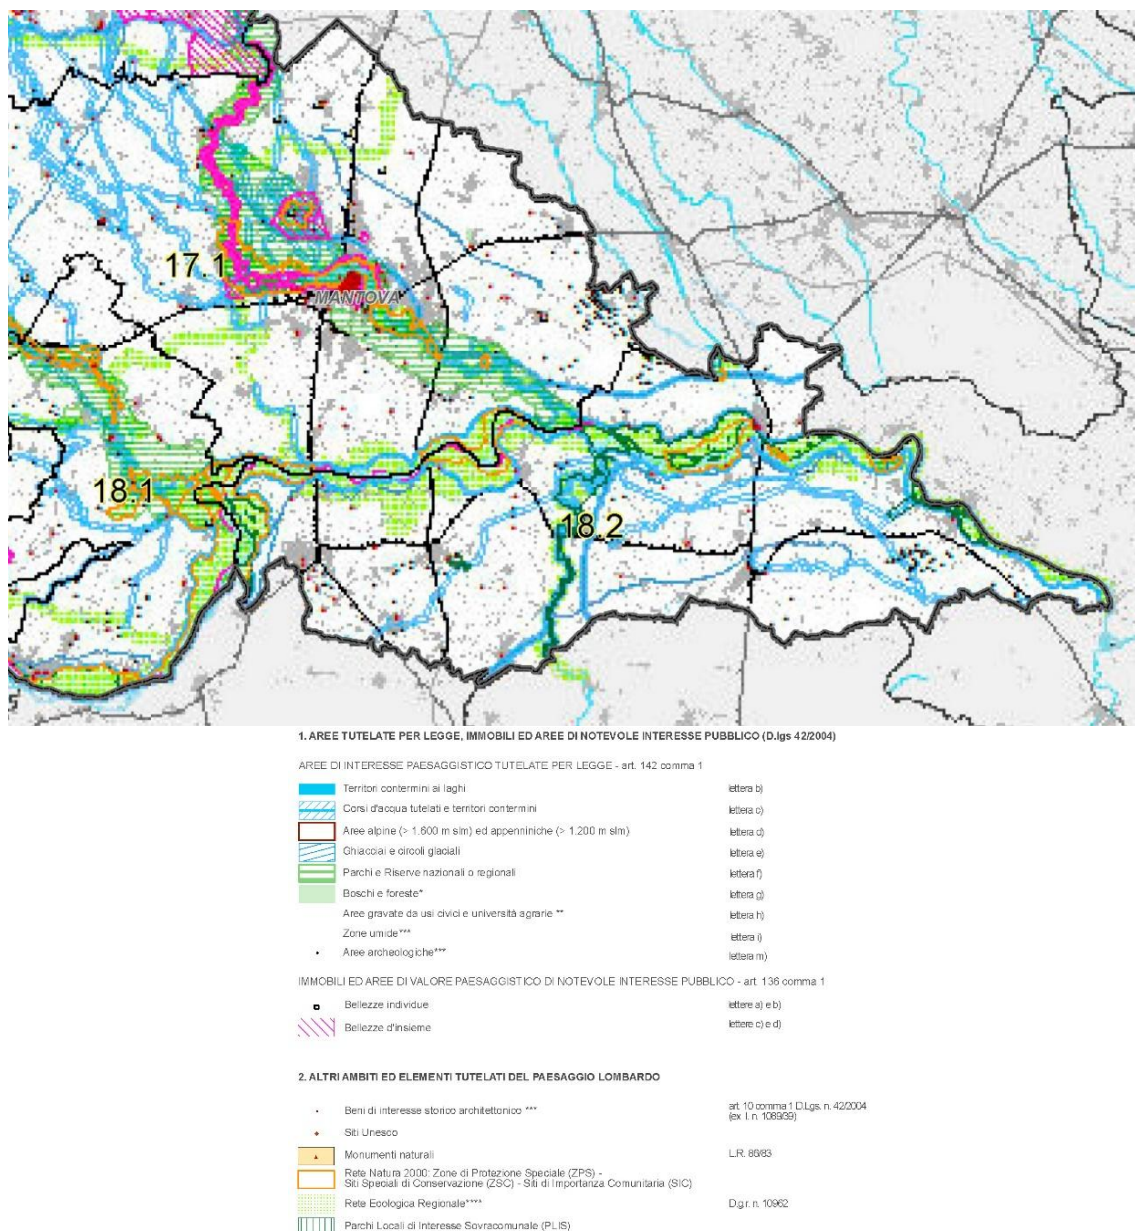 17.1
MANTOVA
18.1
18.2
1. AREE TUTELATE PER LEGGE, IMMOBILI ED AREE DI NOTEVOLE INTERESSE PUBBLICO (D.lgs 42/2004)
AREE DI INTERESSE PAESAGGISTICO TUTELATE PER LEGGE - art. 142 comma 1
Territori contermini ai laghi lettera b)
Corsi d'acqua tutelati e territori contermini lettera c)
Aree alpine (> 1.600 m slm) ed appenniniche (> 1.200 m slm) lettera d)
Ghiacciai e circoli glaciali lettera e)
Parchi e Riserve nazionali o regionali lettera f)
Boschi e foreste* lettera g)
Aree gravate da usi civici e università agrarie ** lettera h)
Zone umide*** lettera i)
Aree archeologiche*** lettera m)
IMMOBILI ED AREE DI VALORE PAESAGGISTICO DI NOTEVOLE INTERESSE PUBBLICO - art. 136 comma 1
Bellezze individue lettere a) e b)
Bellezze d'insieme lettere c) e d)
2. ALTRI AMBITI ED ELEMENTI TUTELATI DEL PAESAGGIO LOMBARDO
Beni di interesse storico architettonico *** art. 10 comma 1 D.Lgs. n. 42/2004
(ex l. n. 1089/39)
Siti Unesco
Monumenti naturali L.R. 86/83
Rete Natura 2000: Zone di Protezione Speciale (ZPS) -
Siti Speciali di Conservazione (ZSC) - Siti di Importanza Comunitaria (SIC)
Rete Ecologica Regionale**** D.g.r. n. 10962
Parchi Locali di Interesse Sovracomunale (PLIS)